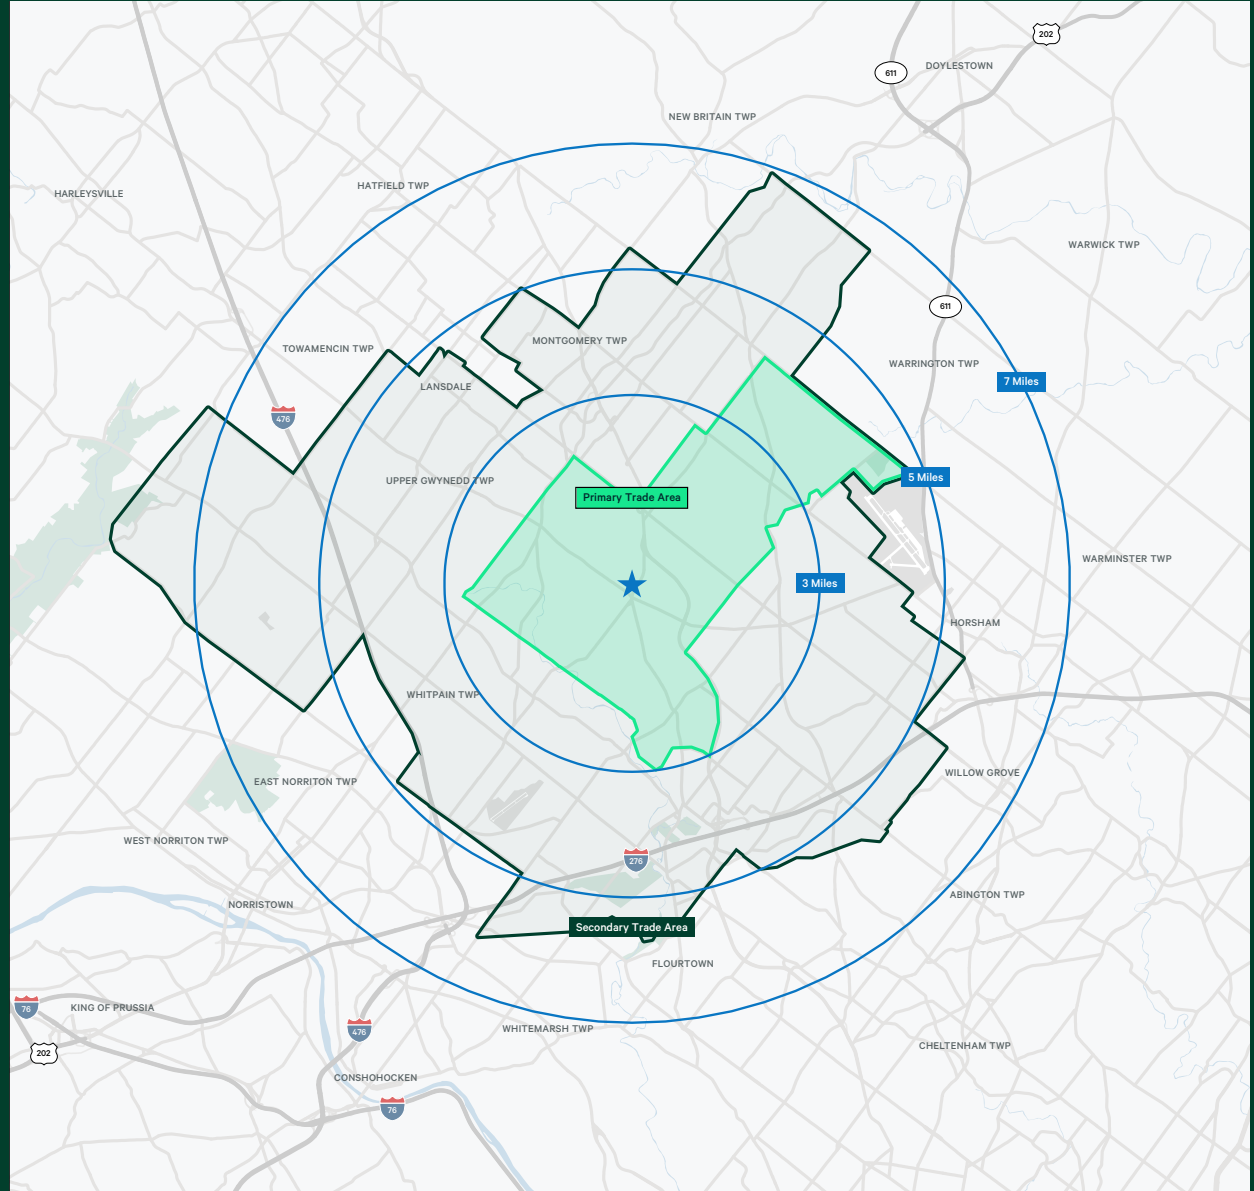 202
611
DOYLESTOWN
NEW BRITAIN TWP
HATFIELD TWP
HARLEYSVILLE
WARWICK TWP
611
MONTGOMERY TWP
TOWAMENCIN TWP
WARRINGTON TWP
7 Miles
LANSDALE
476
UPPER GWYNEDD TWP
5 Miles
Primary Trade Area
WARMINSTER TWP
3 Miles
HORSHAM
WHITPAIN TWP
WILLOW GROVE
EAST NORRITON TWP
WEST NORRITON TWP
276
ABINGTON TWP
NORRISTOWN
Secondary Trade Area
FLOURTOWN
76
KING OF PRUSSIA
476
WHITEMARSH TWP
CHELTENHAM TWP
202
CONSHOHOCKEN
76